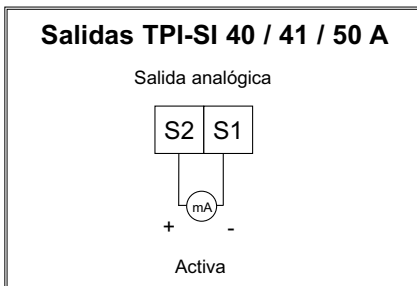 Salidas TPI-SI 40 / 41 / 50 A
Salida analógica
S2 S1
mA
+ -
Activa